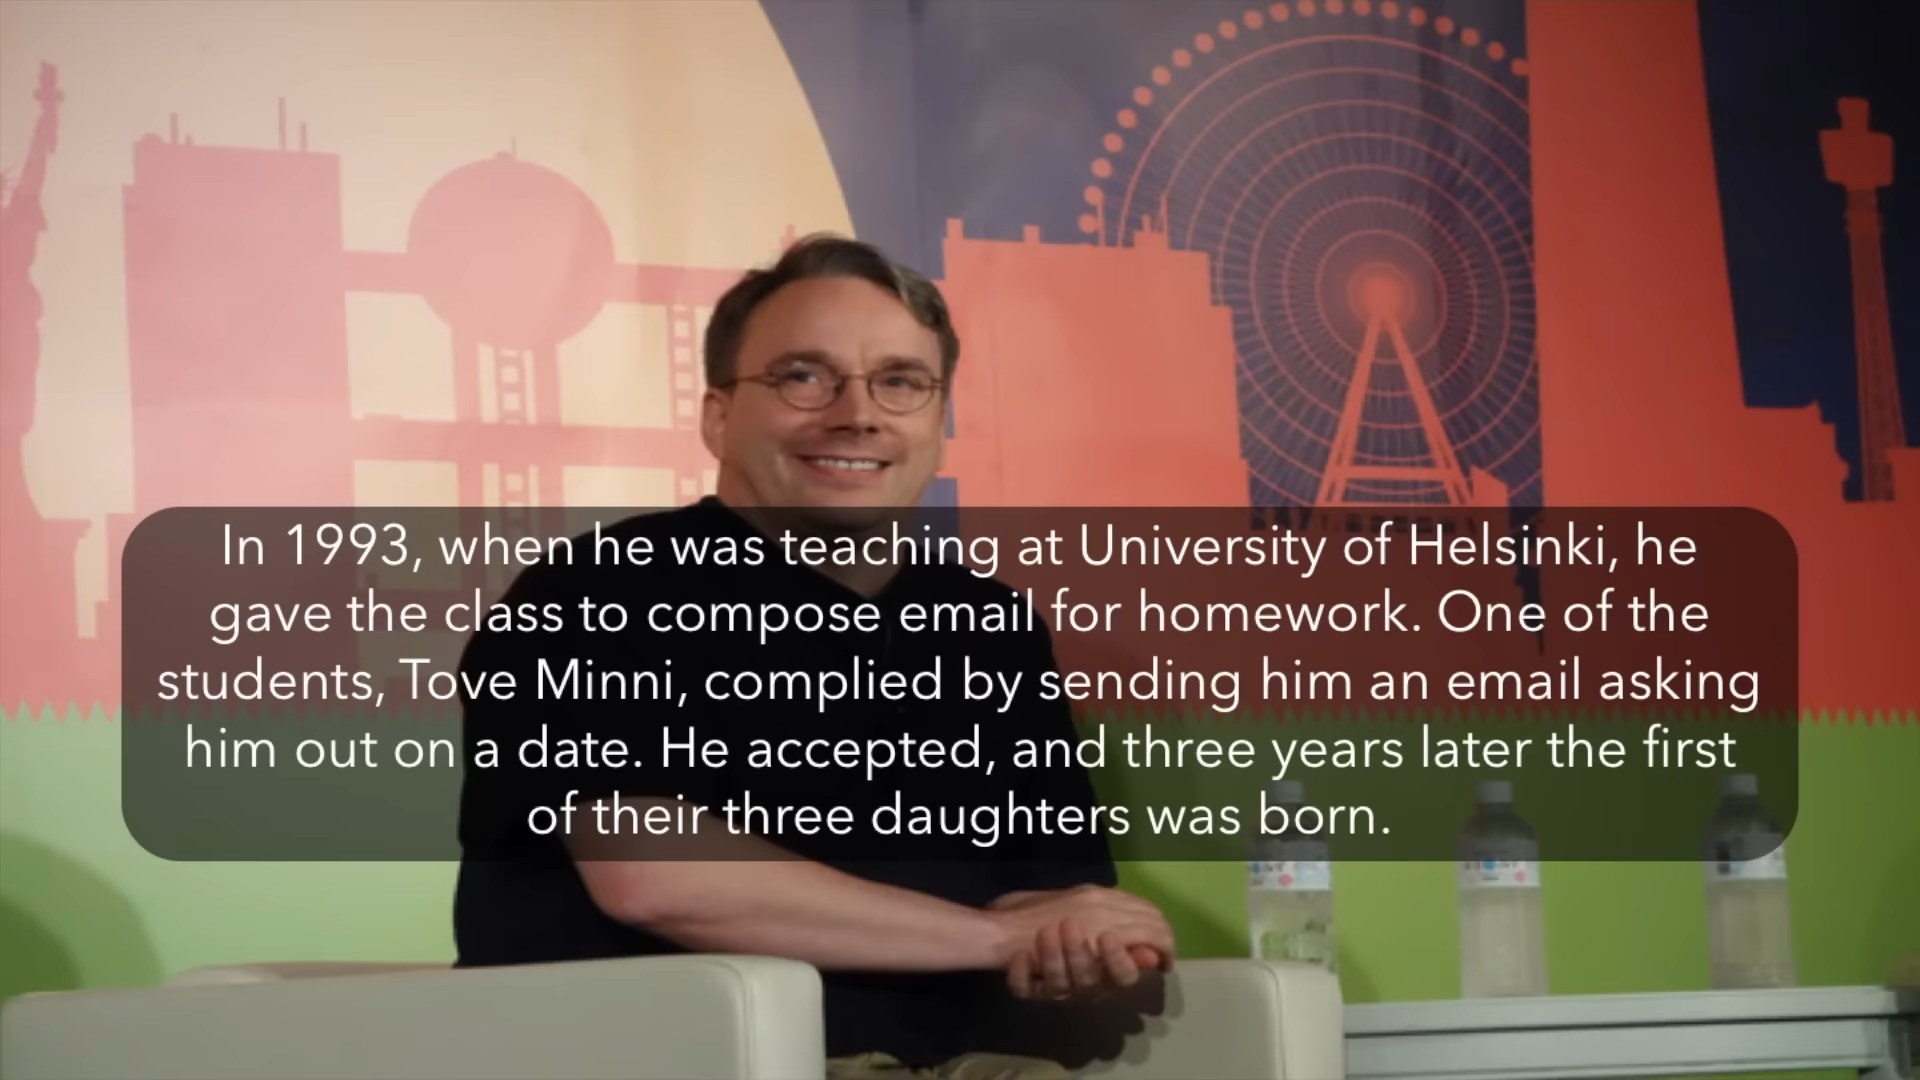 In 1993, when he was teaching at University of Helsinki, he
gave the class to compose email for homework. One of the
students, Tove Minni, complied by sending him an email asking
him out on a date. He accepted, and three years later the first
of their three daughters was born.